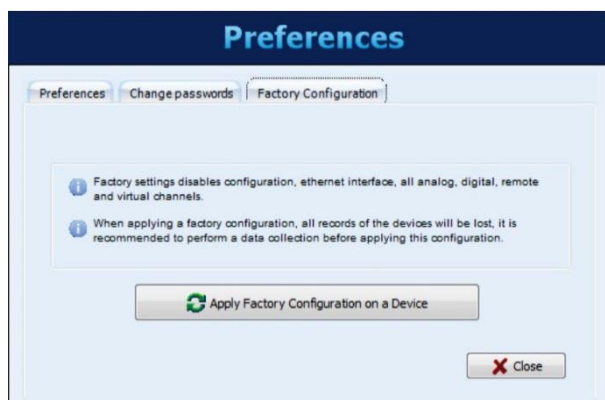 Preferences
Preferences Change passwords Factory Configuration
Factory settings disables configuration, ethernet interface, all analog, digital, remote
and virtual channels.
When applying a factory configuration, all records of the devices will be lost, it is
recommended to perform a data collection before applying this configuration.
Apply Factory Configuration on a Device
Close